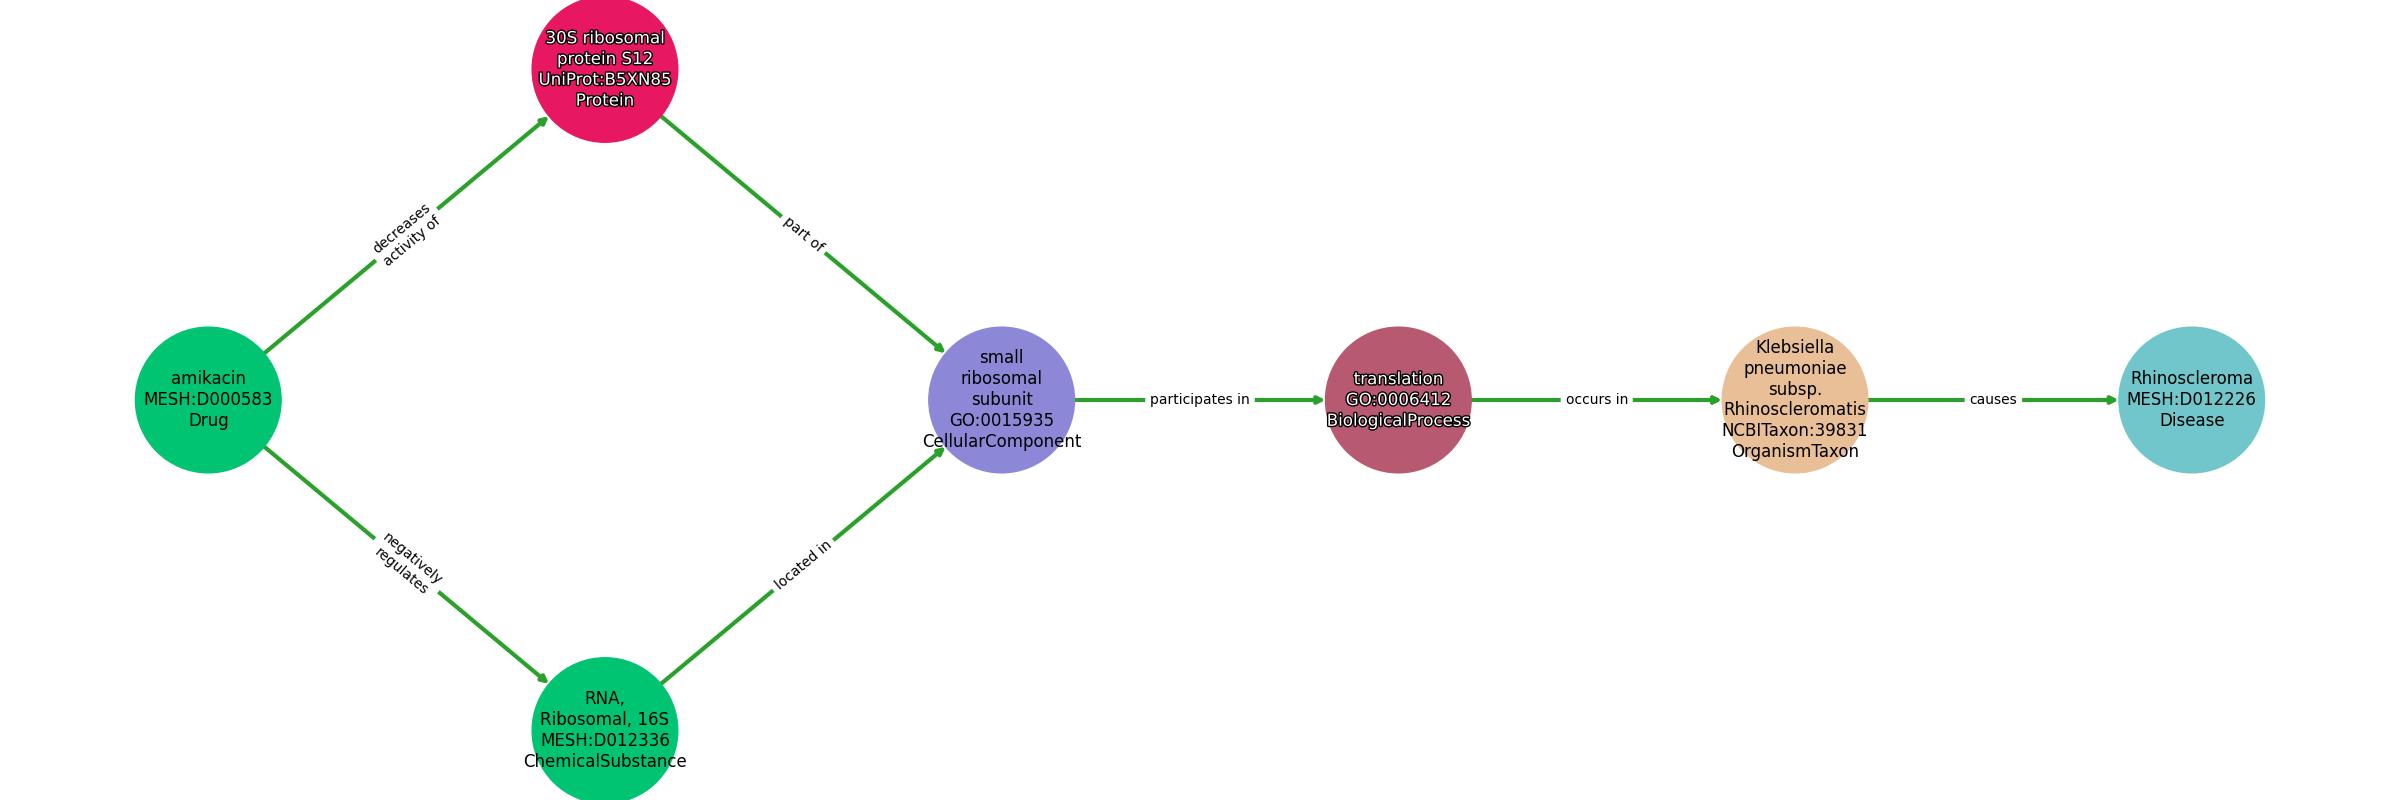 30S ribosomal
protein S12
UniProt:B5XN85
Protein
decreases
activity of
part of
amikacin
MESH:D000583
Drug
small
ribosomal
subunit
GO:0015935
CellularComponent
participates in
translation
GO:0006412
BiologicalProcess
occurs in
Klebsiella
pneumoniae
subsp.
Rhinoscleromatis
NCBITaxon:39831
OrganismTaxon
causes
Rhinoscleroma
MESH:D012226
Disease
negatively
regulates
located in
RNA,
Ribosomal, 16S
MESH:D012336
ChemicalSubstance